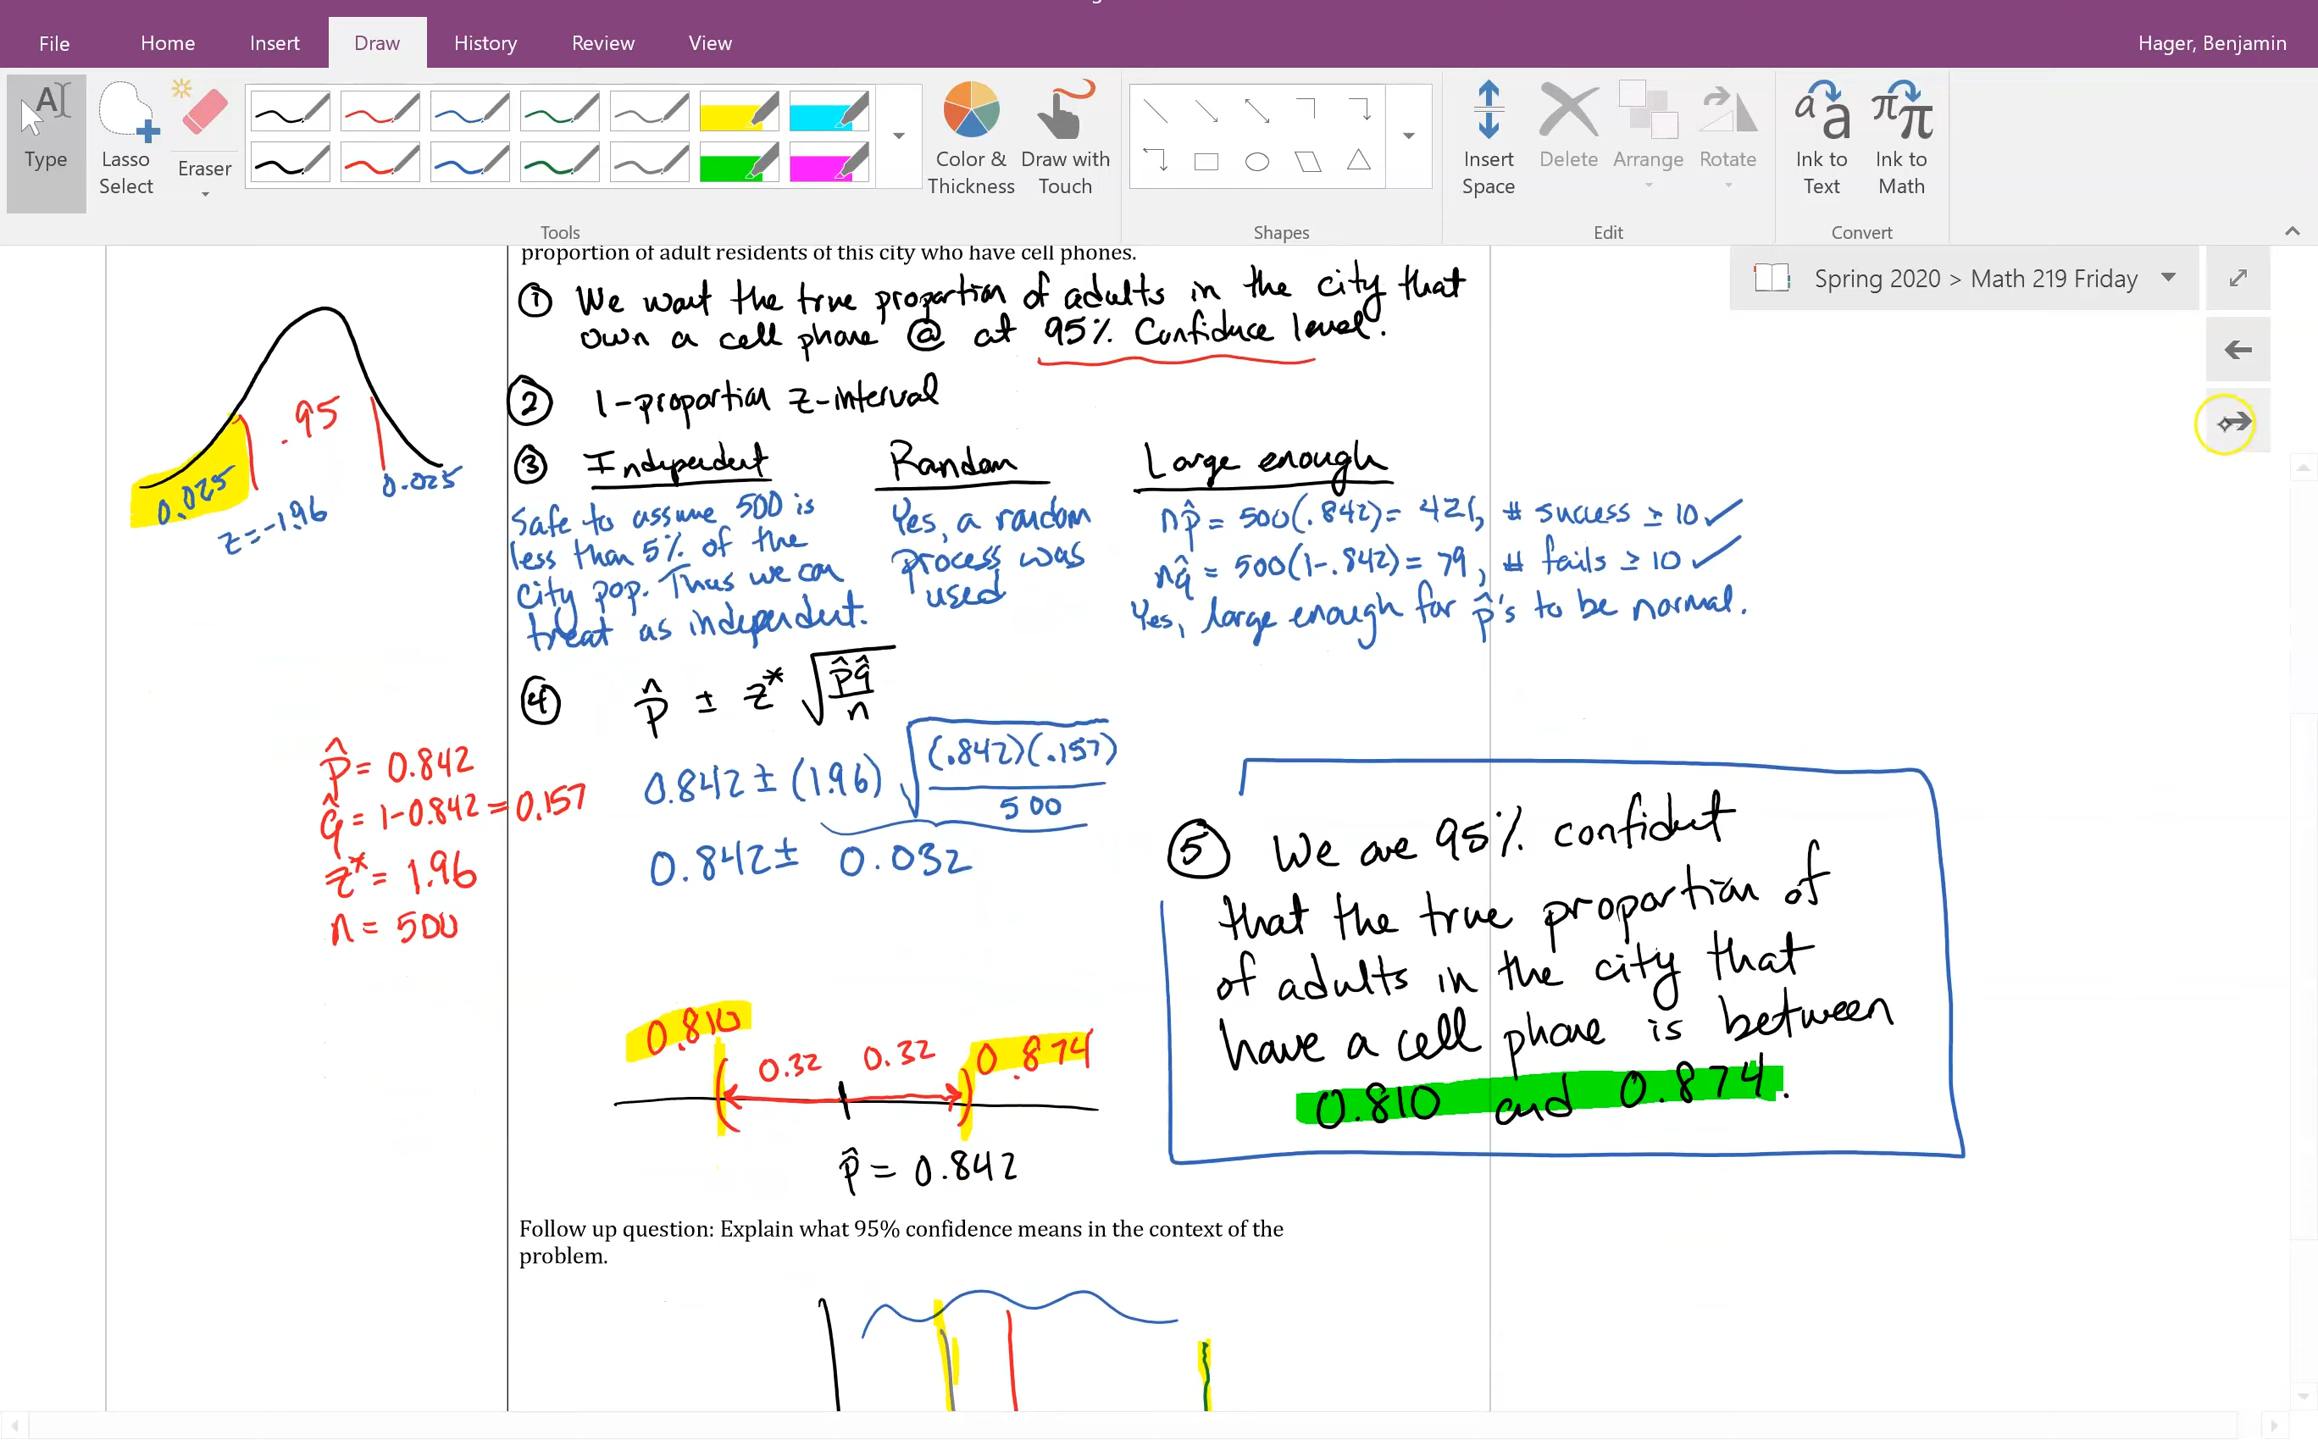 File Home Insert Draw History Review View Hager, Benjamin
Type
Lasso Select
Eraser
Color & Thickness
Draw with Touch
Insert Space
Delete
Arrange
Rotate
Ink to Text
Ink to Math
Tools Shapes Edit Convert
Spring 2020 > Math 219 Friday
proportion of adult residents of this city who have cell phones.
① We want the true proportion of adults in the city that
own a cell phone @ at 95% Confidence level.
② 1-proportion z-interval
③ Independent Random Large enough
Safe to assume 500 is
less than 5% of the
city pop. Thus we can
treat as independent.
Yes, a random
process was
used
np̂ = 500(.842) = 421, # success ≥ 10 ✓
nq̂ = 500(1-.842) = 79, # fails ≥ 10 ✓
Yes, large enough for p̂'s to be normal.
.95
0.025 0.025
z = -1.96
④ p̂ ± z* √(p̂q̂/n)
0.842 ± (1.96) √((.842)(.157)/500)
0.842 ± 0.032
p̂ = 0.842
q̂ = 1-0.842 = 0.157
z* = 1.96
n = 500
0.810 0.32 0.32 0.874
p̂ = 0.842
⑤ We are 95% confident
that the true proportion of
of adults in the city that
have a cell phone is between
0.810 and 0.874.
Follow up question: Explain what 95% confidence means in the context of the
problem.